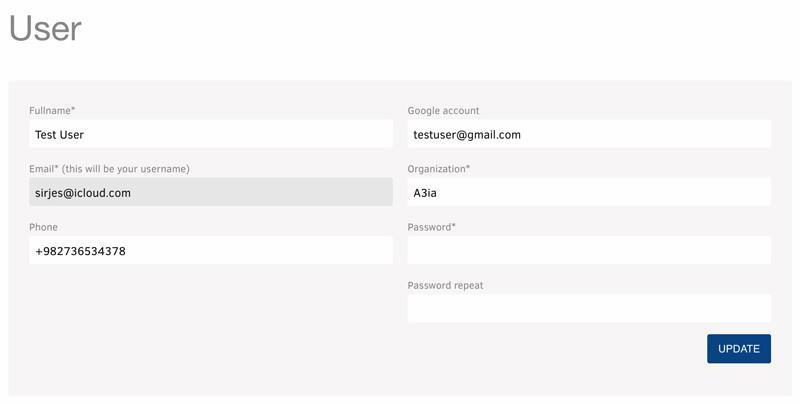 User
Fullname*
Test User
Google account
testuser@gmail.com
Email* (this will be your username)
sirjes@icloud.com
Organization*
A3ia
Phone
+982736534378
Password*
Password repeat
UPDATE